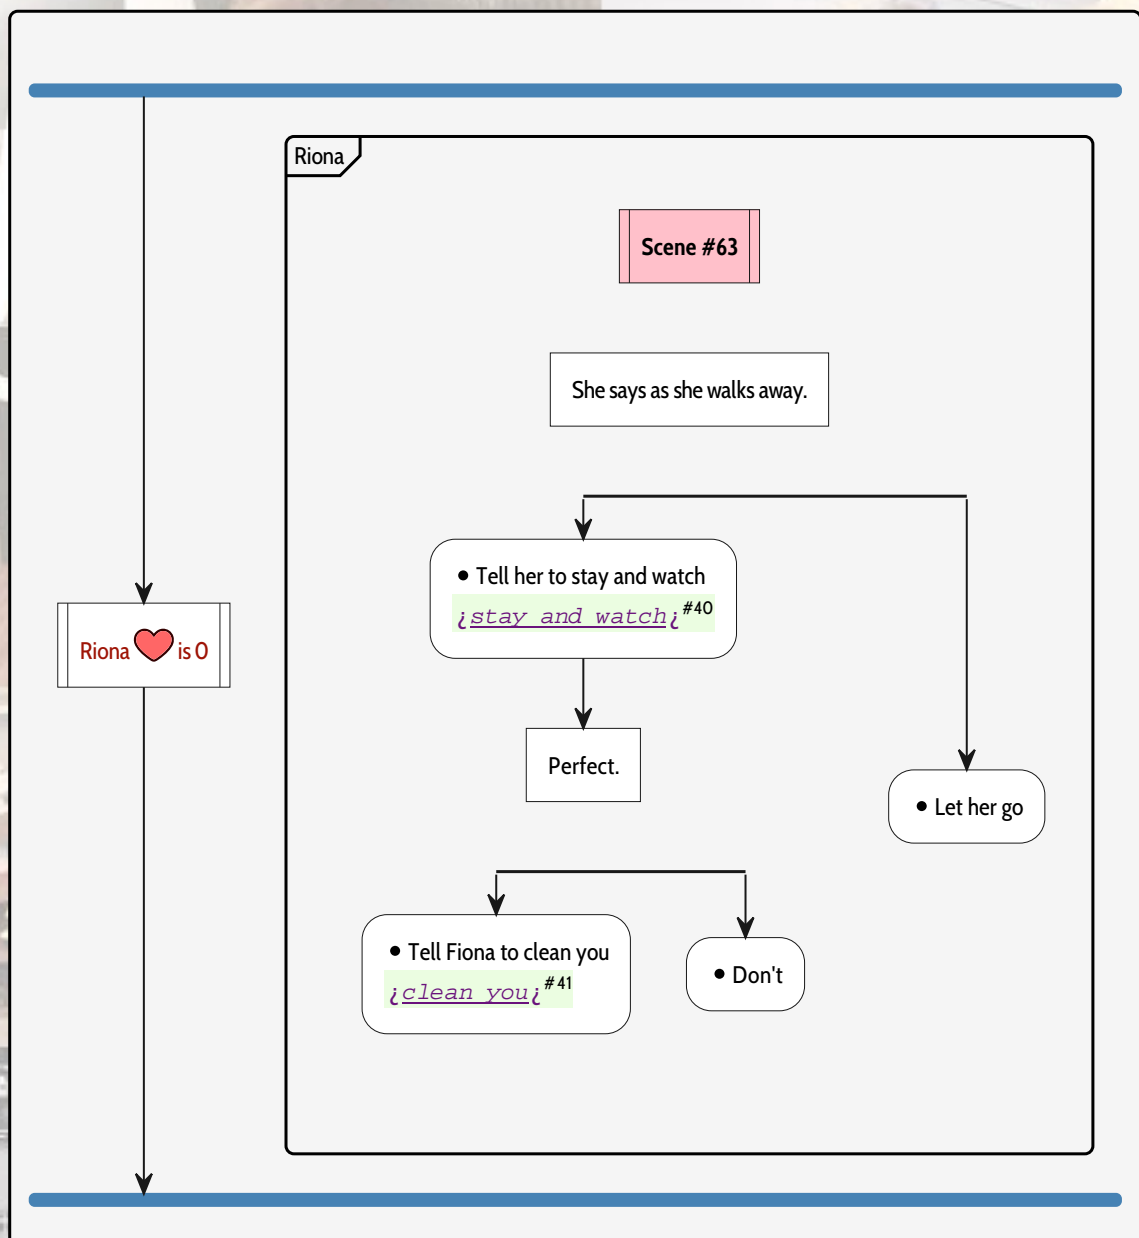 Riona
Scene #63
She says as she walks away.
• Tell her to stay and watch
¿stay and watch¿#40
Riona ❤ is 0
Perfect.
• Let her go
• Tell Fiona to clean you
¿clean you¿#41
• Don't